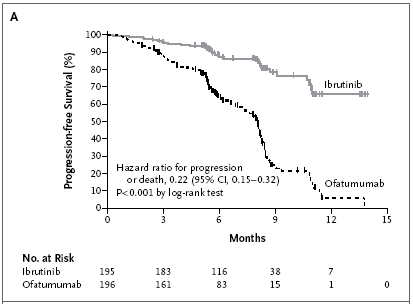 A
Progression-free Survival (%)
100
90
80
70
60
50
40
30
20
10
0
Ibrutinib
Ofatumumab
Hazard ratio for progression
or death, 0.22 (95% CI, 0.15–0.32)
P<0.001 by log-rank test
0 3 6 9 12 15
Months
No. at Risk
Ibrutinib 195 183 116 38 7
Ofatumumab 196 161 83 15 1 0